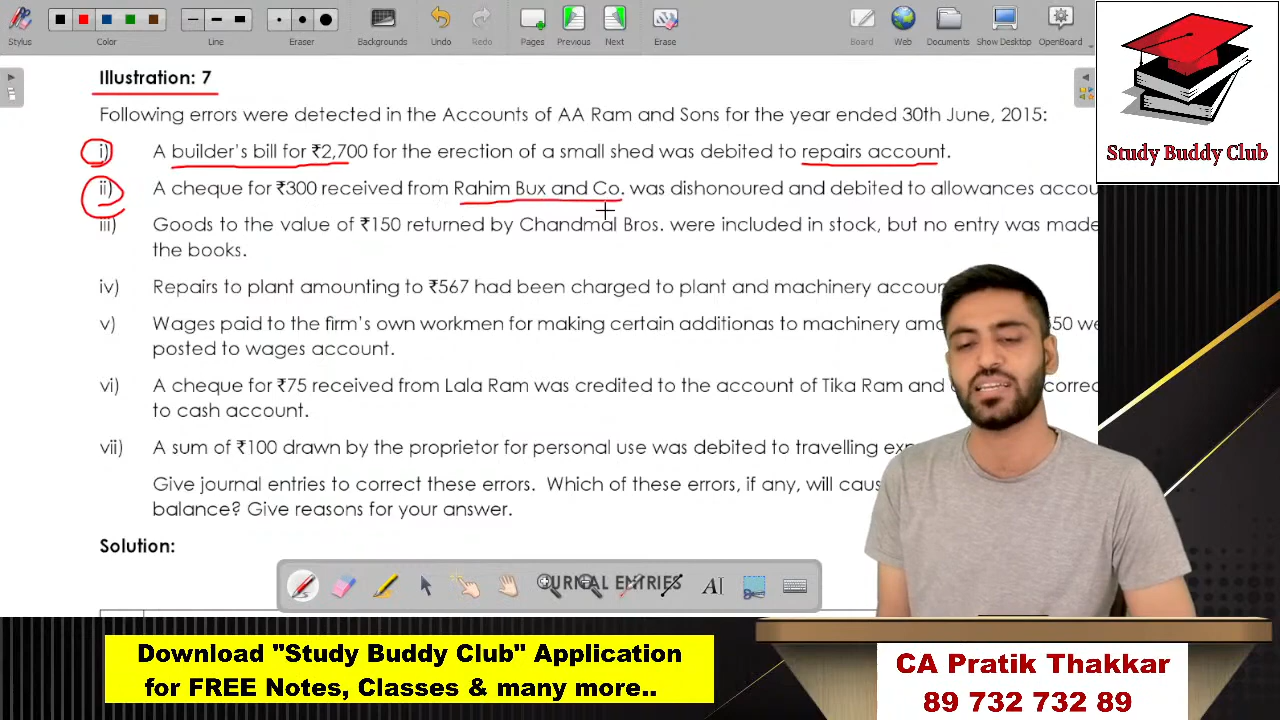 Stylus
Color
Line
Eraser
Backgrounds
Undo
Redo
Pages
Previous
Next
Erase
Board
Web
Documents
Show Desktop
OpenBoard
Study Buddy Club
Illustration: 7
Following errors were detected in the Accounts of AA Ram and Sons for the year ended 30th June, 2015:
i) A builder's bill for ₹2,700 for the erection of a small shed was debited to repairs account.
ii) A cheque for ₹300 received from Rahim Bux and Co. was dishonoured and debited to allowances accou
iii) Goods to the value of ₹150 returned by Chandmal Bros. were included in stock, but no entry was made
the books.
iv) Repairs to plant amounting to ₹567 had been charged to plant and machinery accoun
v) Wages paid to the firm's own workmen for making certain additionas to machinery amo 650 we
posted to wages account.
vi) A cheque for ₹75 received from Lala Ram was credited to the account of Tika Ram and correc
to cash account.
vii) A sum of ₹100 drawn by the proprietor for personal use was debited to travelling exp
Give journal entries to correct these errors. Which of these errors, if any, will caus
balance? Give reasons for your answer.
Solution:
URNAL ENTRIES
Download "Study Buddy Club" Application
for FREE Notes, Classes & many more..
CA Pratik Thakkar
89 732 732 89